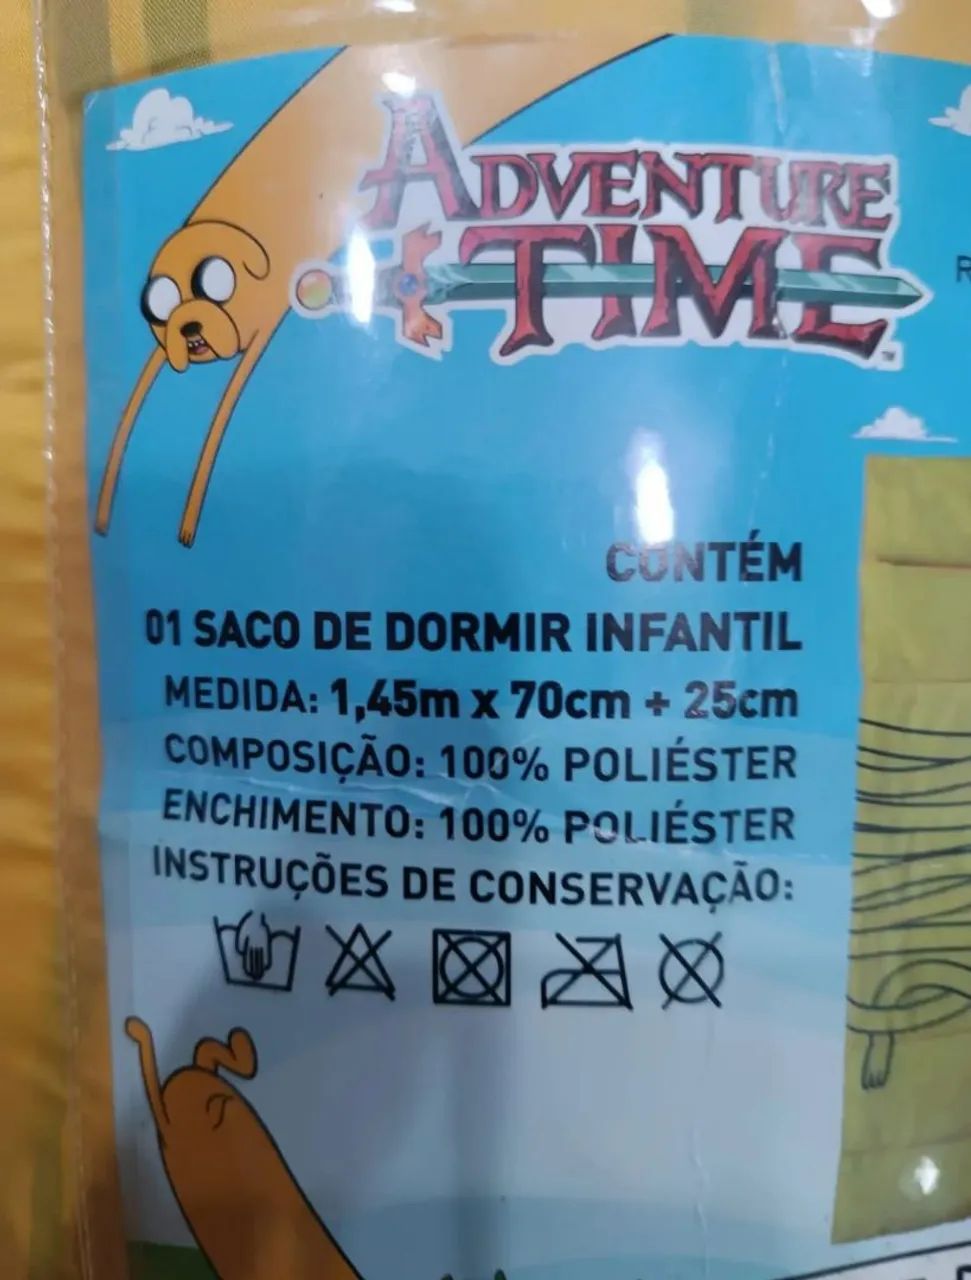 ADVENTURE
TIME
TM
CONTÉM
01 SACO DE DORMIR INFANTIL
MEDIDA: 1,45m x 70cm + 25cm
COMPOSIÇÃO: 100% POLIÉSTER
ENCHIMENTO: 100% POLIÉSTER
INSTRUÇÕES DE CONSERVAÇÃO: